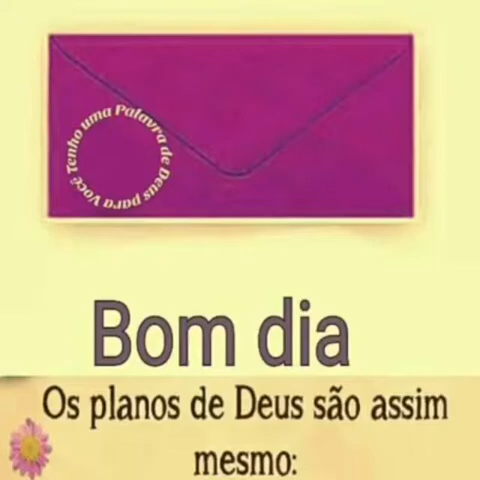 Tenho uma Palavra de Deus para Você
Bom dia
Os planos de Deus são assim
mesmo: